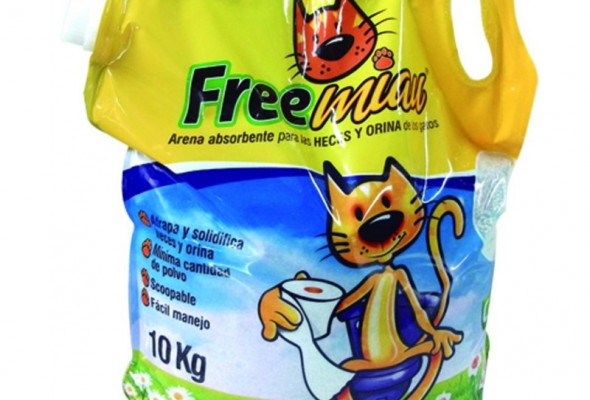 Freemiau®
Arena absorbente para las HECES Y ORINA de los gatos
Atrapa y solidifica
heces y orina
Mínima cantidad
de polvo
Scoopable
Fácil manejo
10 Kg